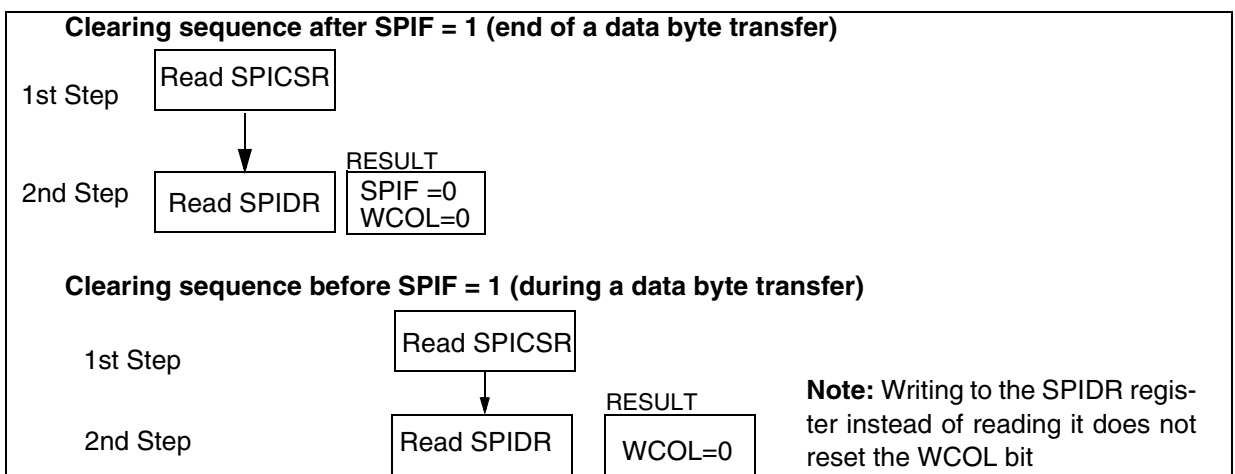 Clearing sequence after SPIF = 1 (end of a data byte transfer)
1st Step
Read SPICSR
RESULT
2nd Step
Read SPIDR
SPIF =0
WCOL=0
Clearing sequence before SPIF = 1 (during a data byte transfer)
1st Step
Read SPICSR
RESULT
2nd Step
Read SPIDR
WCOL=0
Note: Writing to the SPIDR regis-
ter instead of reading it does not
reset the WCOL bit